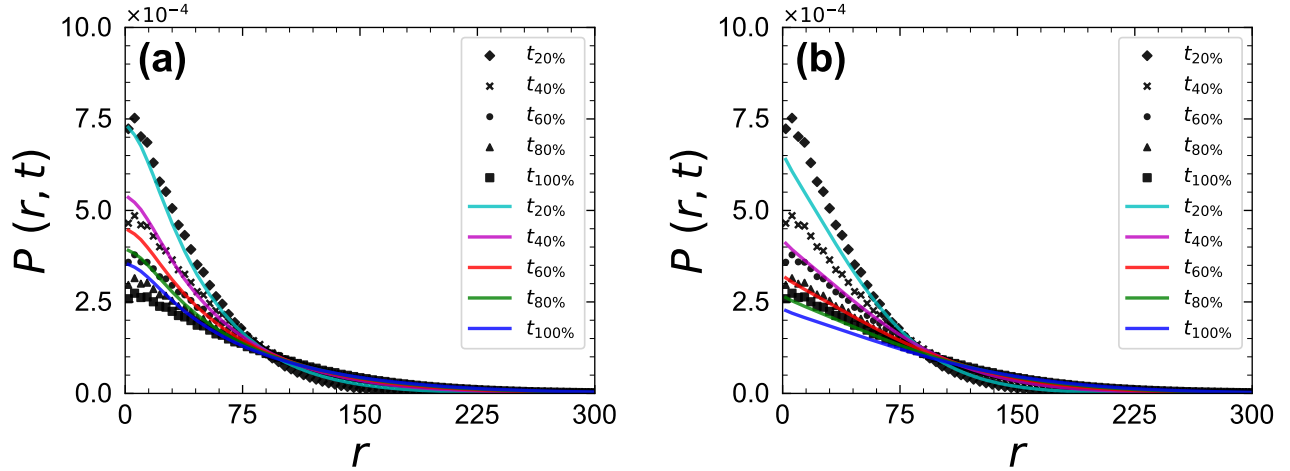 ×10⁻⁴
10.0
7.5
5.0
2.5
0.0
P (r, t)
(a)
t20%
t40%
t60%
t80%
t100%
t20%
t40%
t60%
t80%
t100%
0 75 150 225 300
r
×10⁻⁴
10.0
7.5
5.0
2.5
0.0
P (r, t)
(b)
t20%
t40%
t60%
t80%
t100%
t20%
t40%
t60%
t80%
t100%
0 75 150 225 300
r